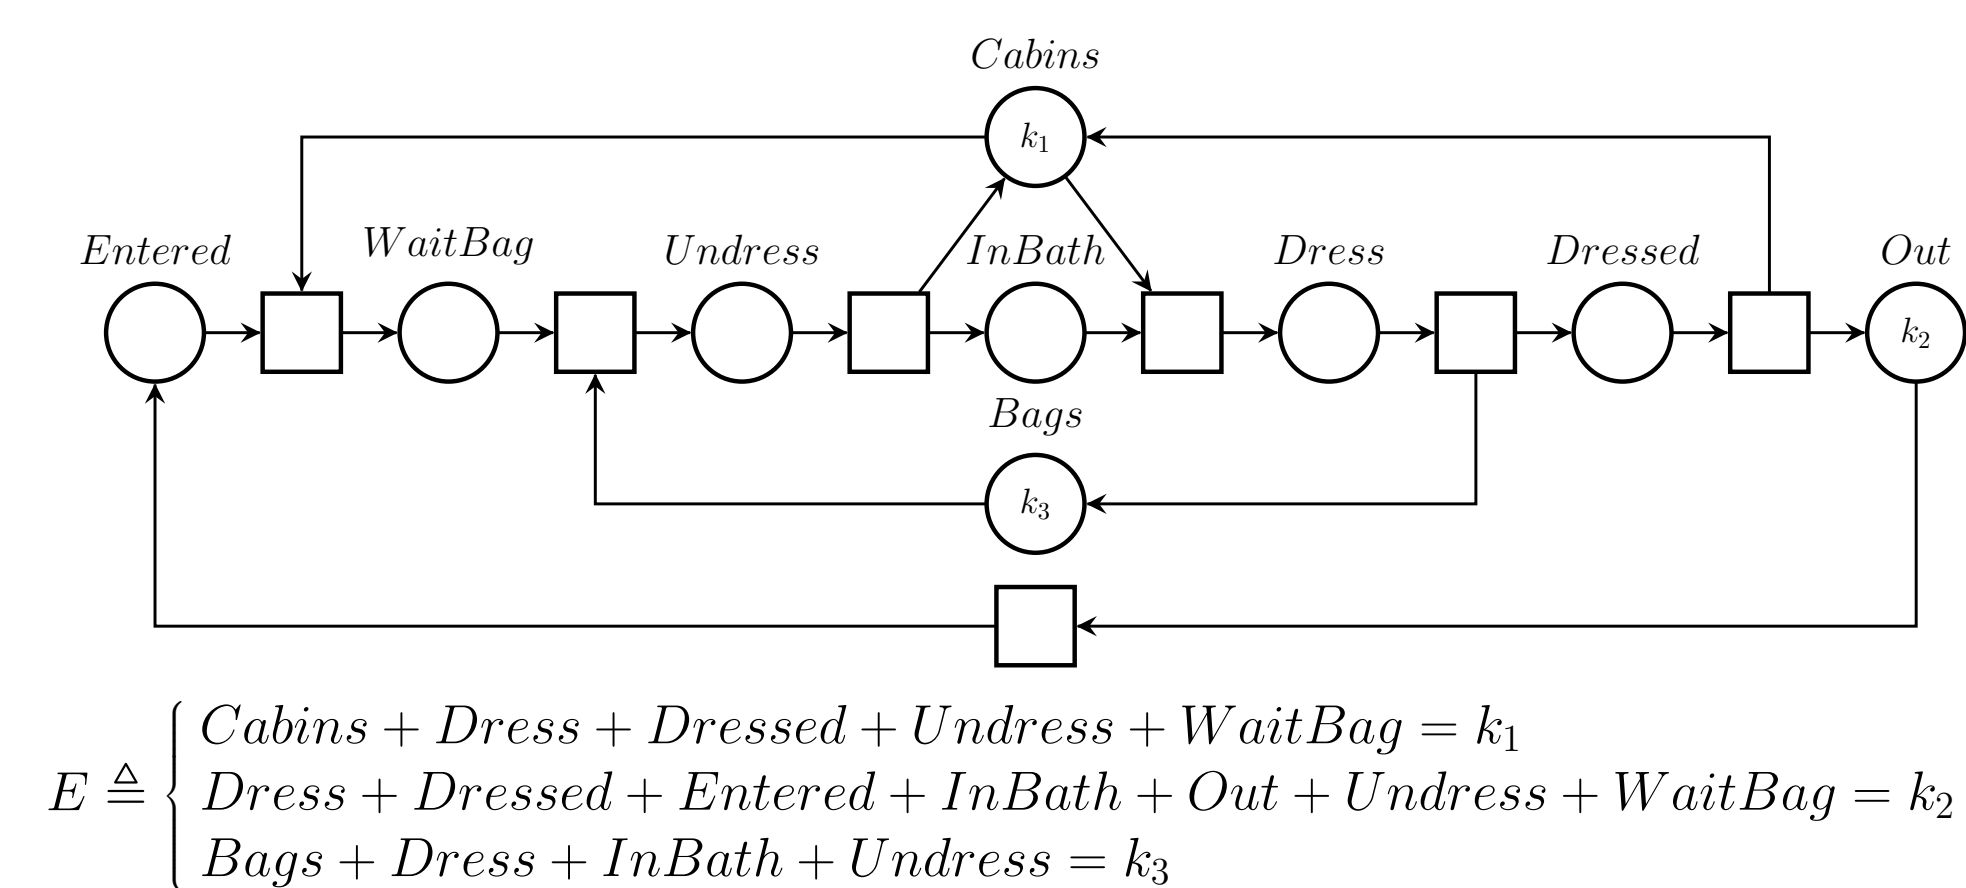 Cabins
k₁
Entered WaitBag Undress InBath Dress Dressed Out
k₂
Bags
k₃
E ≜ { Cabins + Dress + Dressed + Undress + WaitBag = k₁
Dress + Dressed + Entered + InBath + Out + Undress + WaitBag = k₂
Bags + Dress + InBath + Undress = k₃